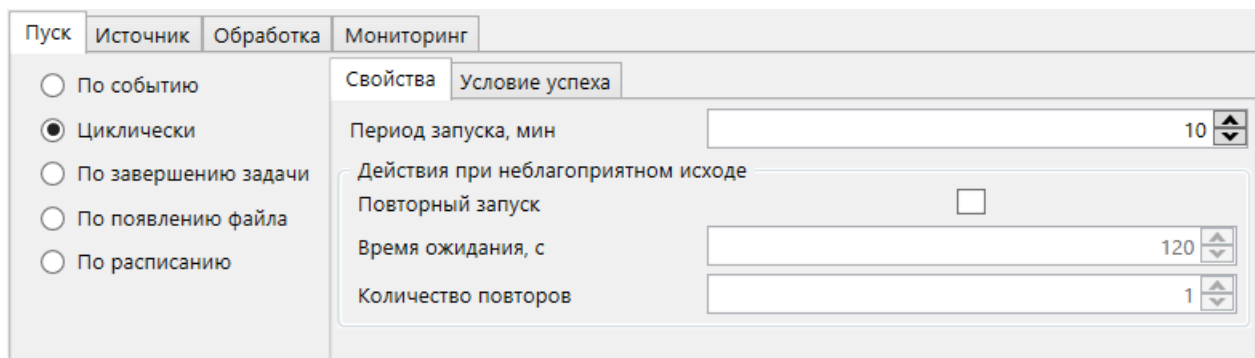 Пуск Источник Обработка Мониторинг
По событию
Циклически
По завершению задачи
По появлению файла
По расписанию
Свойства Условие успеха
Период запуска, мин 10
Действия при неблагоприятном исходе
Повторный запуск
Время ожидания, с 120
Количество повторов 1